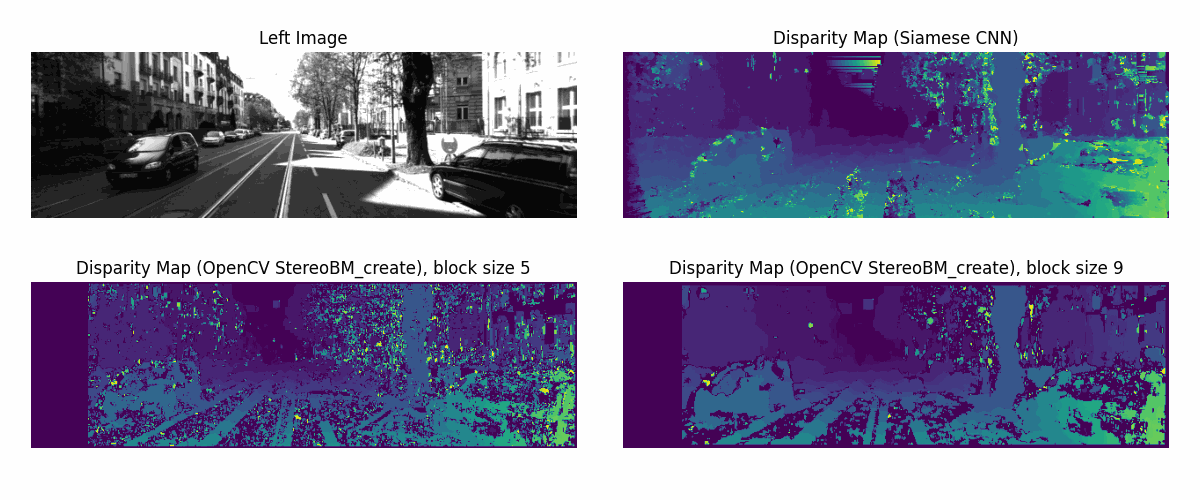 Left Image
Disparity Map (Siamese CNN)
Disparity Map (OpenCV StereoBM_create), block size 5
Disparity Map (OpenCV StereoBM_create), block size 9